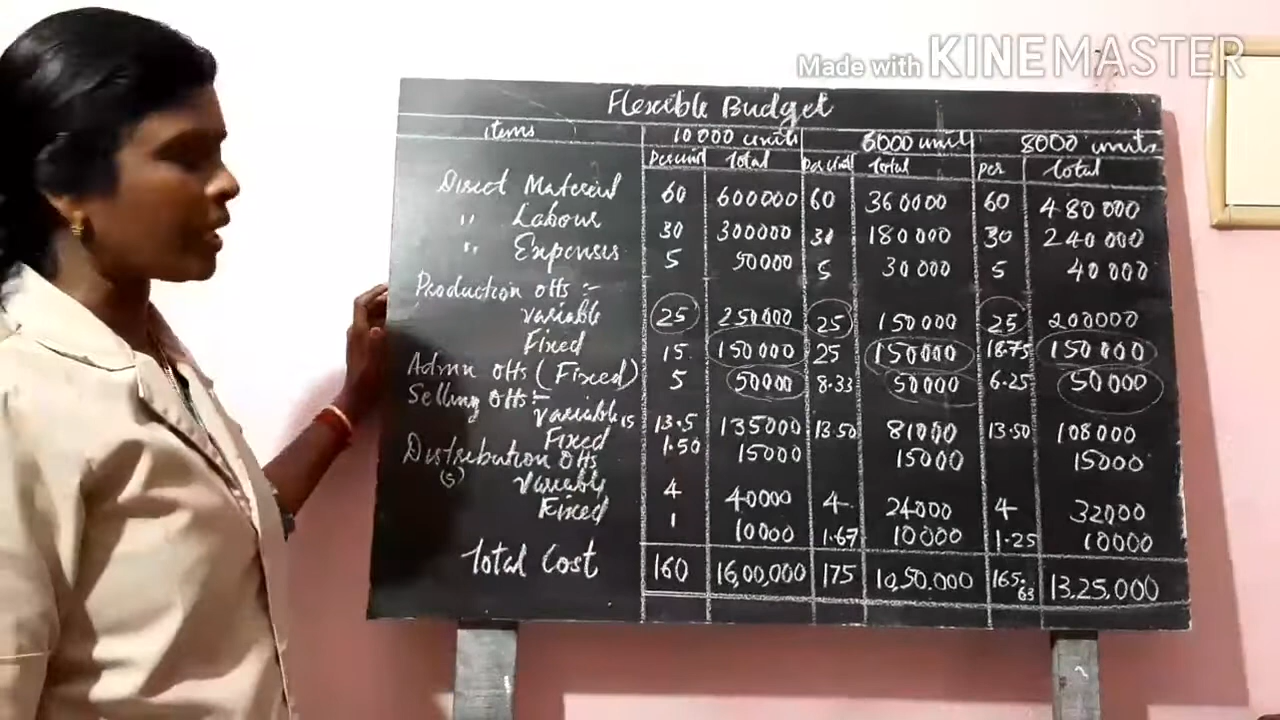 Made with KINEMASTER
Flexible Budget
items 10000 units 6000 unit 8000 units
Per unit Total Per Unit Total Per Total
Direct Material 60 600000 60 360000 60 480000
" Labour 30 300000 30 180000 30 240000
" Expenses 5 50000 5 30000 5 40000
Production OHs :-
Variable 25 250000 25 150000 25 200000
Fixed 15 150000 25 150000 18.75 150000
Admn OHs (Fixed) 5 50000 8.33 50000 6.25 50000
Selling OHs :- Variable 15 13.5 135000 13.50 81000 13.50 108000
Fixed 1.50 15000 15000 15000
Distribution OHs
(5) Variable 4 40000 4 24000 4 32000
Fixed 1 10000 1.67 10000 1.25 10000
Total Cost 160 16,00,000 175 10,50,000 165.63 13,25,000